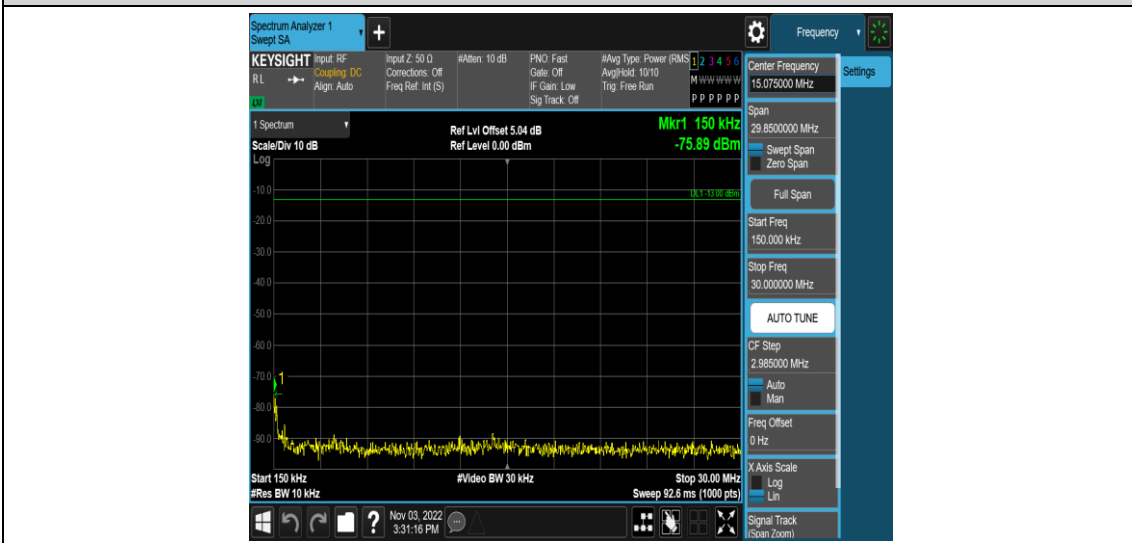 Spectrum Analyzer 1
Swept SA
+
Frequency
KEYSIGHT
RL
LW
Input: RF
Coupling: DC
Align: Auto
Input Z: 50 Ω
Corrections: Off
Freq Ref: Int (S)
#Atten: 10 dB
PNO: Fast
Gate: Off
IF Gain: Low
Sig Track: Off
#Avg Type: Power (RMS
Avg|Hold: 10/10
Trig: Free Run
1 2 3 4 5 6
M W W W W W
P P P P P P
1 Spectrum
Scale/Div 10 dB
Log
Ref Lvl Offset 5.04 dB
Ref Level 0.00 dBm
Mkr1 150 kHz
-75.89 dBm
DL1 -13.00 dBm
-10.0
-20.0
-30.0
-40.0
-50.0
-60.0
-70.0
1
-80.0
-90.0
Start 150 kHz
#Res BW 10 kHz
#Video BW 30 kHz
Stop 30.00 MHz
Sweep 92.6 ms (1000 pts)
?
Nov 03, 2022
3:31:16 PM
Center Frequency
15.075000 MHz
Settings
Span
29.8500000 MHz
Swept Span
Zero Span
Full Span
Start Freq
150.000 kHz
Stop Freq
30.000000 MHz
AUTO TUNE
CF Step
2.985000 MHz
Auto
Man
Freq Offset
0 Hz
X Axis Scale
Log
Lin
Signal Track
(Span Zoom)